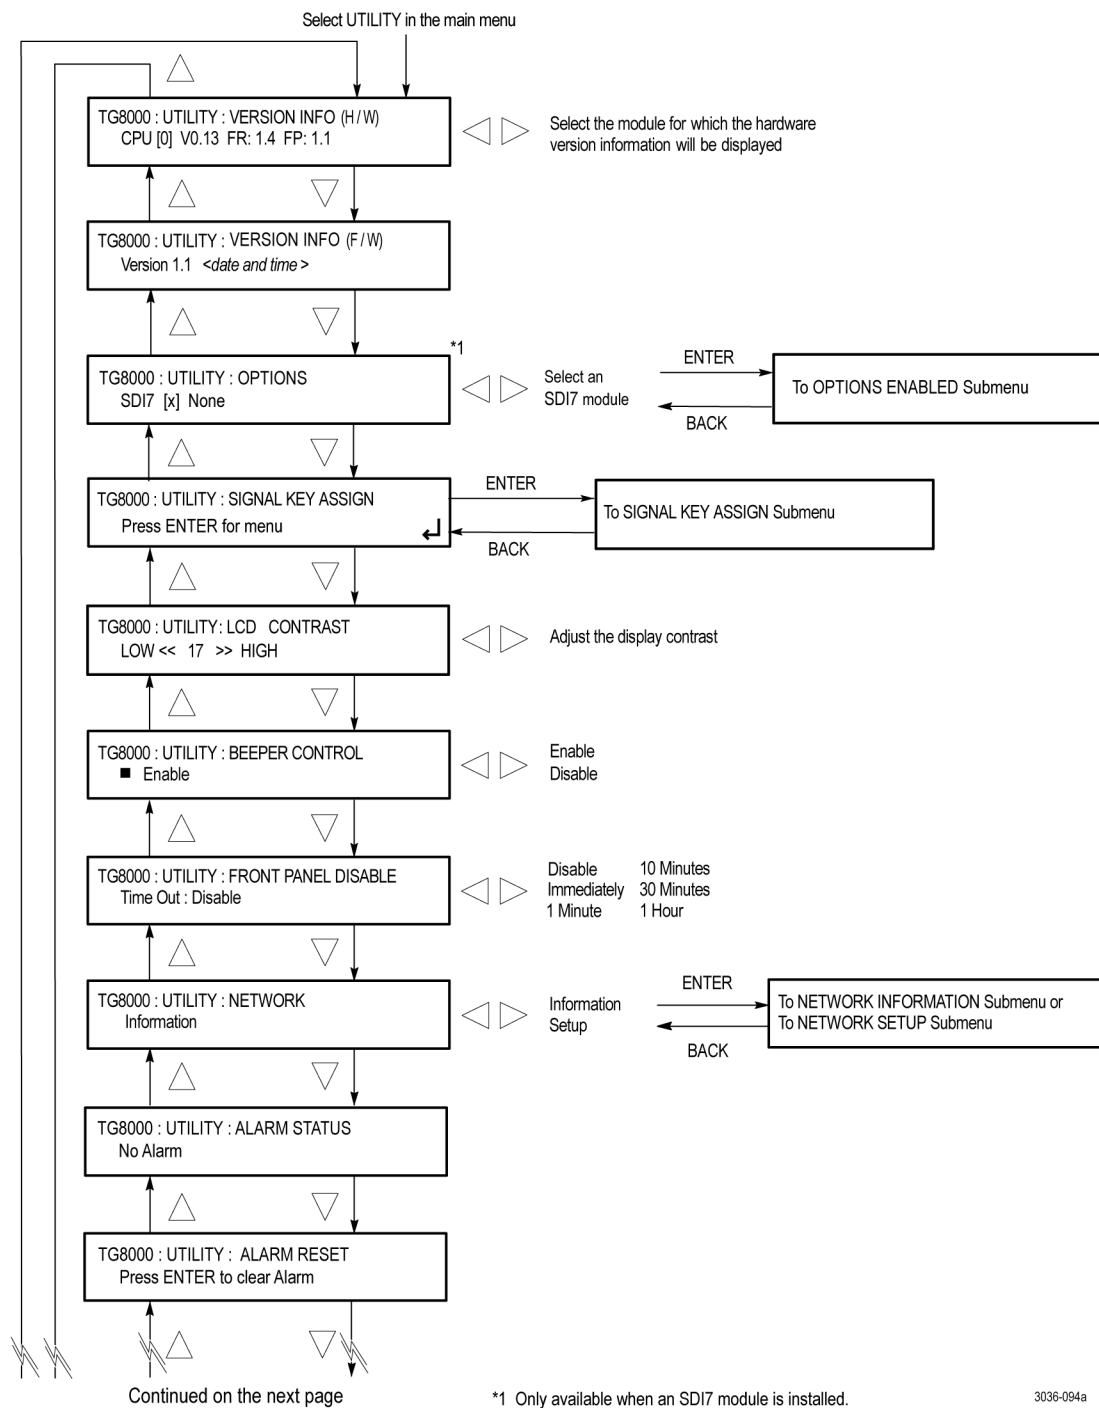 Select UTILITY in the main menu
TG8000 : UTILITY : VERSION INFO (H / W)
CPU [0] V0.13 FR: 1.4 FP: 1.1
Select the module for which the hardware
version information will be displayed
TG8000 : UTILITY : VERSION INFO (F / W)
Version 1.1 <date and time >
*1
TG8000 : UTILITY : OPTIONS
SDI7 [x] None
Select an
SDI7 module
ENTER
BACK
To OPTIONS ENABLED Submenu
TG8000 : UTILITY : SIGNAL KEY ASSIGN
Press ENTER for menu
ENTER
BACK
To SIGNAL KEY ASSIGN Submenu
TG8000 : UTILITY: LCD CONTRAST
LOW << 17 >> HIGH
Adjust the display contrast
TG8000 : UTILITY : BEEPER CONTROL
■ Enable
Enable
Disable
TG8000 : UTILITY : FRONT PANEL DISABLE
Time Out : Disable
Disable 10 Minutes
Immediately 30 Minutes
1 Minute 1 Hour
TG8000 : UTILITY : NETWORK
Information
Information
Setup
ENTER
BACK
To NETWORK INFORMATION Submenu or
To NETWORK SETUP Submenu
TG8000 : UTILITY : ALARM STATUS
No Alarm
TG8000 : UTILITY : ALARM RESET
Press ENTER to clear Alarm
Continued on the next page
*1 Only available when an SDI7 module is installed.
3036-094a